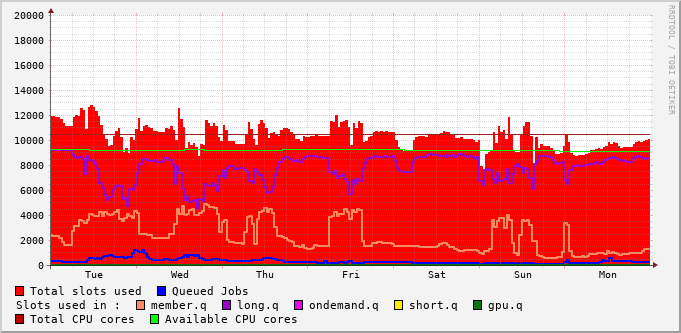 20000
18000
16000
14000
12000
10000
8000
6000
4000
2000
0
Tue Wed Thu Fri Sat Sun Mon
RRDTOOL / TOBI OETIKER
Total slots used Queued Jobs
Slots used in : member.q long.q ondemand.q short.q gpu.q
Total CPU cores Available CPU cores